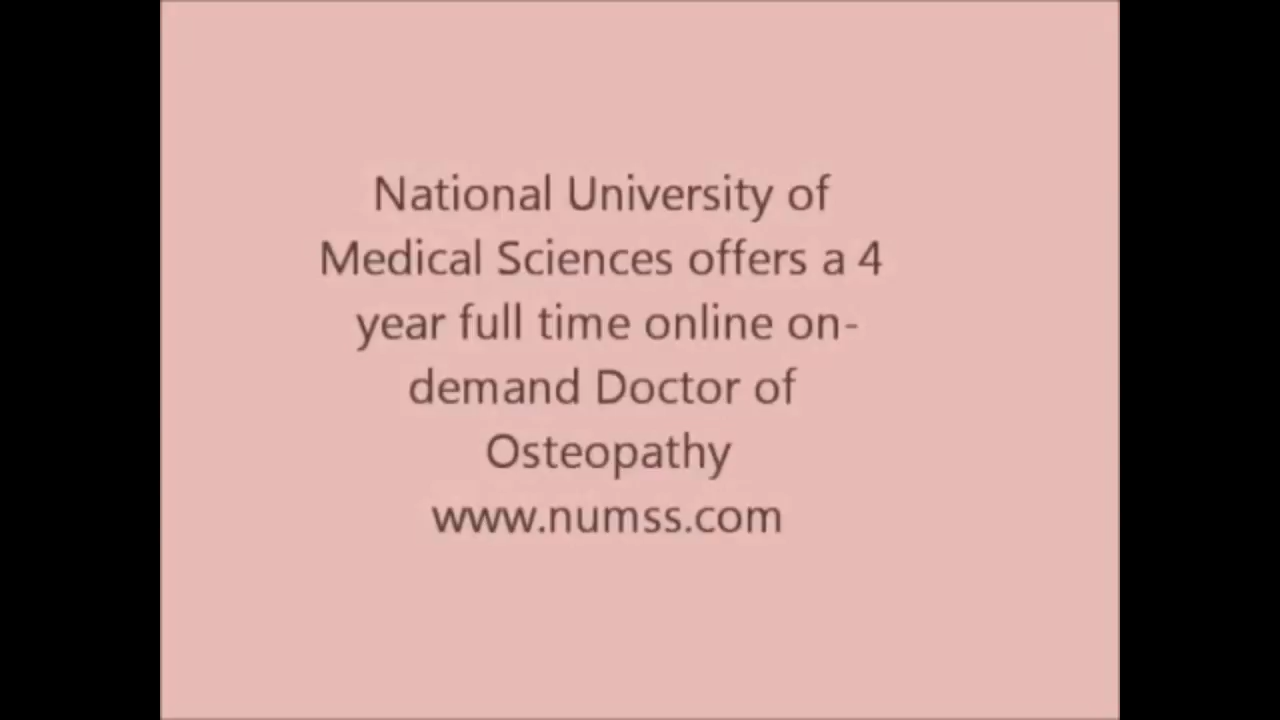 National University of
Medical Sciences offers a 4
year full time online on-
demand Doctor of
Osteopathy
www.numss.com